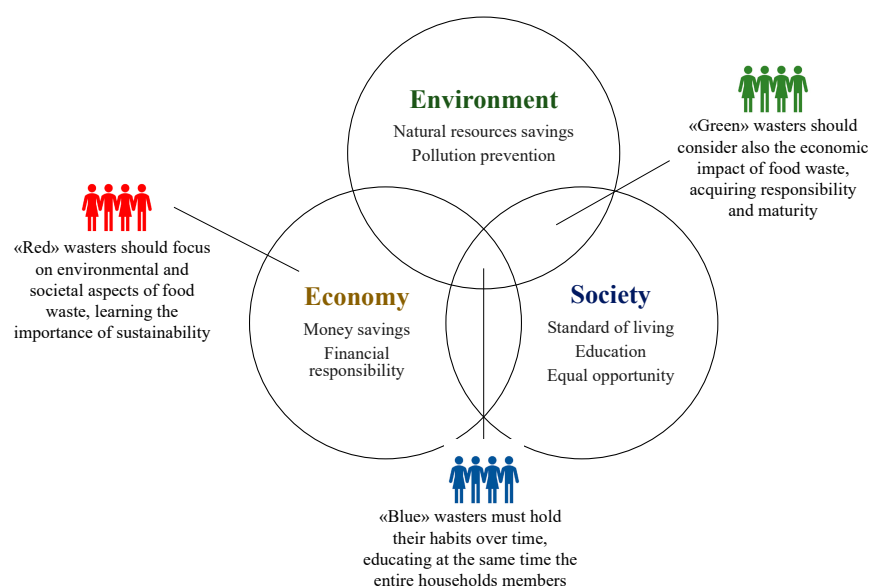 Environment
Natural resources savings
Pollution prevention
«Green» wasters should
consider also the economic
impact of food waste,
acquiring responsibility
and maturity
«Red» wasters should focus
on environmental and
societal aspects of food
waste, learning the
importance of sustainability
Economy
Money savings
Financial
responsibility
Society
Standard of living
Education
Equal opportunity
«Blue» wasters must hold
their habits over time,
educating at the same time the
entire households members